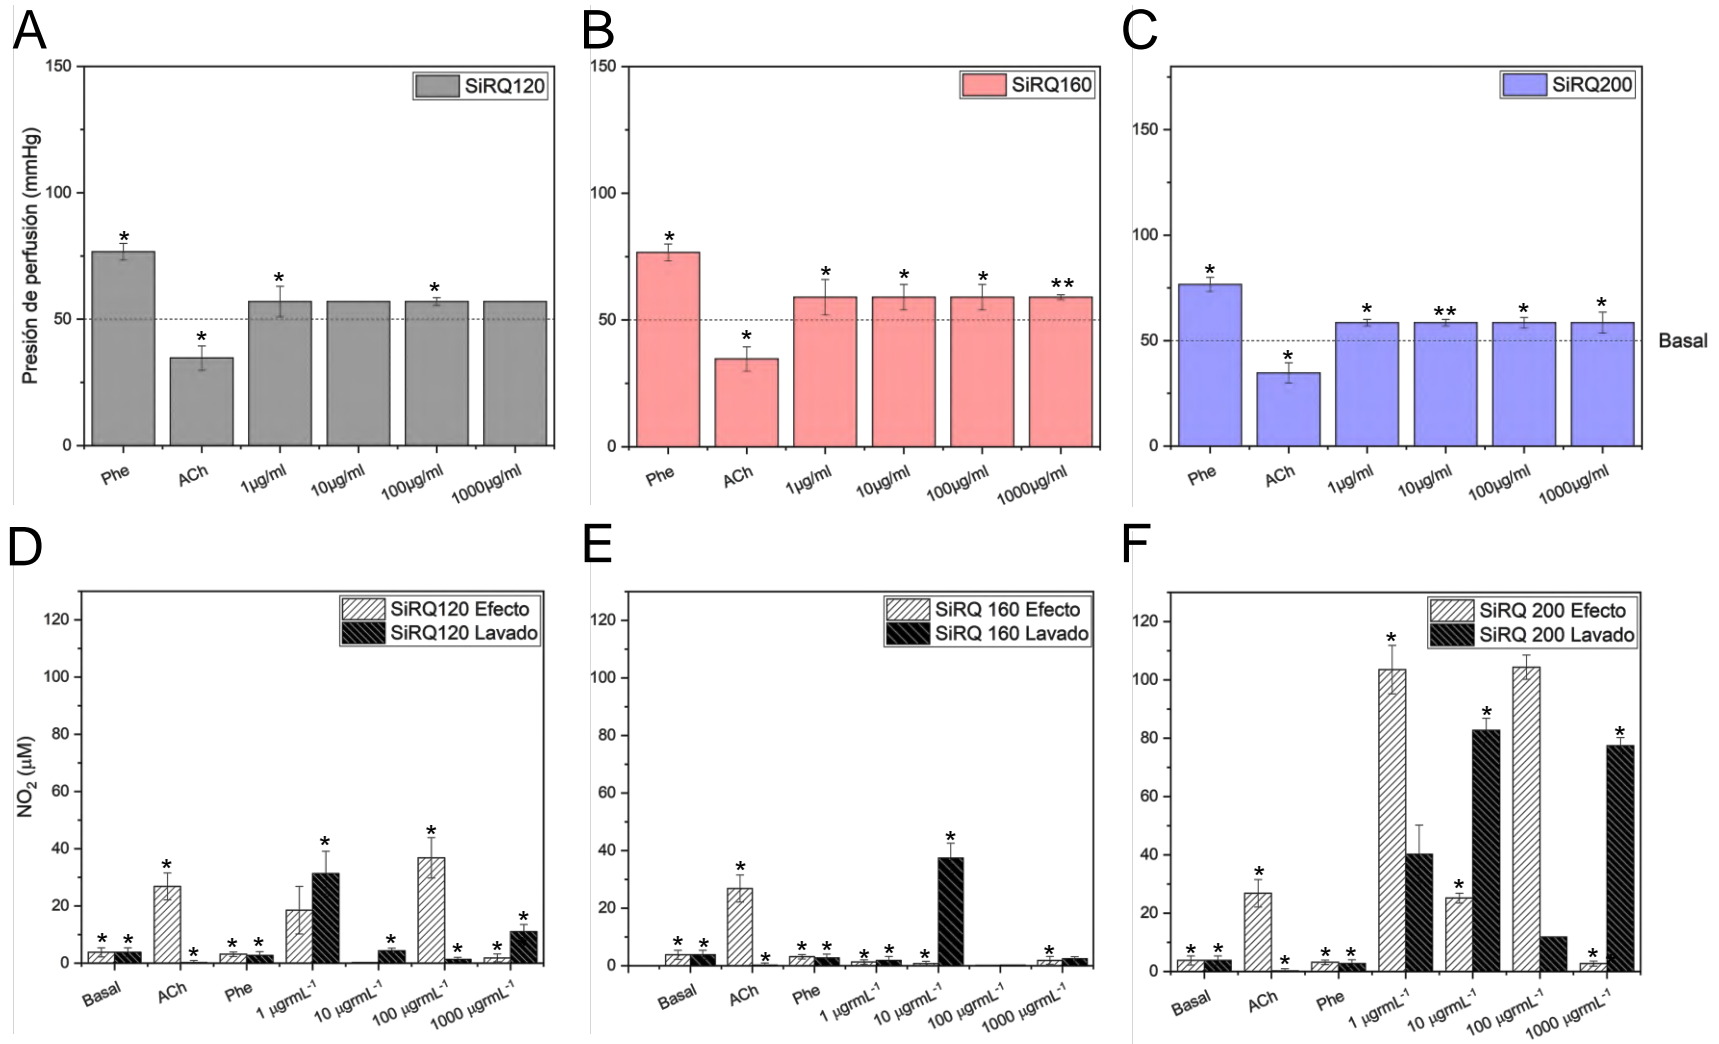 A
B
C
SiRQ120
SiRQ160
SiRQ200
Presión de perfusión (mmHg)
150
100
50
0
* * * *
Phe ACh 1µg/ml 10µg/ml 100µg/ml 1000µg/ml
150
100
50
0
* * * * * **
Phe ACh 1µg/ml 10µg/ml 100µg/ml 1000µg/ml
150
100
50
0
* * * ** * *
Basal
Phe ACh 1µg/ml 10µg/ml 100µg/ml 1000µg/ml
D
E
F
SiRQ120 Efecto
SiRQ120 Lavado
NO₂ (µM)
120
100
80
60
40
20
0
* * * * * * * * * * * *
Basal ACh Phe 1 µgrmL⁻¹ 10 µgrmL⁻¹ 100 µgrmL⁻¹ 1000 µgrmL⁻¹
SiRQ 160 Efecto
SiRQ 160 Lavado
120
100
80
60
40
20
0
* * * * * * * * * * *
Basal ACh Phe 1 µgrmL⁻¹ 10 µgrmL⁻¹ 100 µgrmL⁻¹ 1000 µgrmL⁻¹
SiRQ 200 Efecto
SiRQ 200 Lavado
120
100
80
60
40
20
0
* * * * * * * * * * *
Basal ACh Phe 1 µgrmL⁻¹ 10 µgrmL⁻¹ 100 µgrmL⁻¹ 1000 µgrmL⁻¹